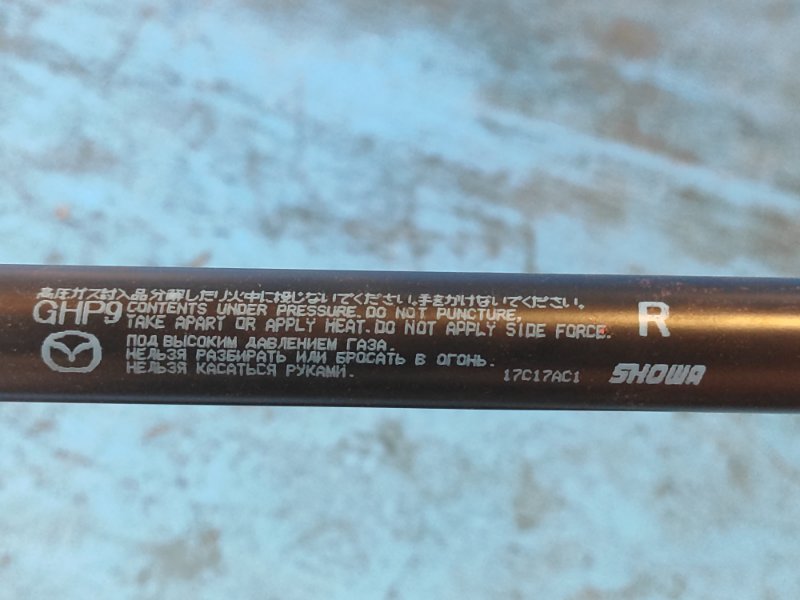 高圧ガス封入品分解したり火中に投じないでください。手をかけないでください。
GHP9 CONTENTS UNDER PRESSURE.DO NOT PUNCTURE,
TAKE APART OR APPLY HEAT.DO NOT APPLY SIDE FORCE.
R
ПОД ВЫСОКИМ ДАВЛЕНИЕМ ГАЗА.
НЕЛЬЗЯ РАЗБИРАТЬ ИЛИ БРОСАТЬ В ОГОНЬ.
НЕЛЬЗЯ КАСАТЬСЯ РУКАМИ.
17C17AC1 SHOWA